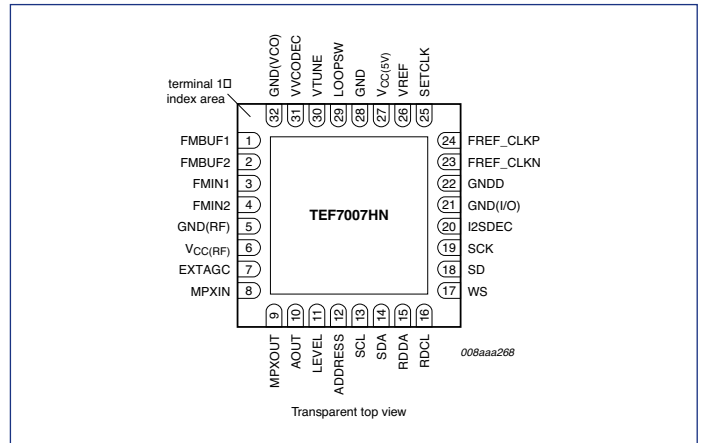 terminal 1
index area
32 GND(VCO)
31 VVCODEC
30 VTUNE
29 LOOPSW
28 GND
27 VCC(5V)
26 VREF
25 SETCLK
FMBUF1 1
FMBUF2 2
FMIN1 3
FMIN2 4
GND(RF) 5
VCC(RF) 6
EXTAGC 7
MPXIN 8
TEF7007HN
24 FREF_CLKP
23 FREF_CLKN
22 GNDD
21 GND(I/O)
20 I2SDEC
19 SCK
18 SD
17 WS
MPXOUT 9
AOUT 10
LEVEL 11
ADDRESS 12
SCL 13
SDA 14
RDDA 15
RDCL 16
008aaa268
Transparent top view